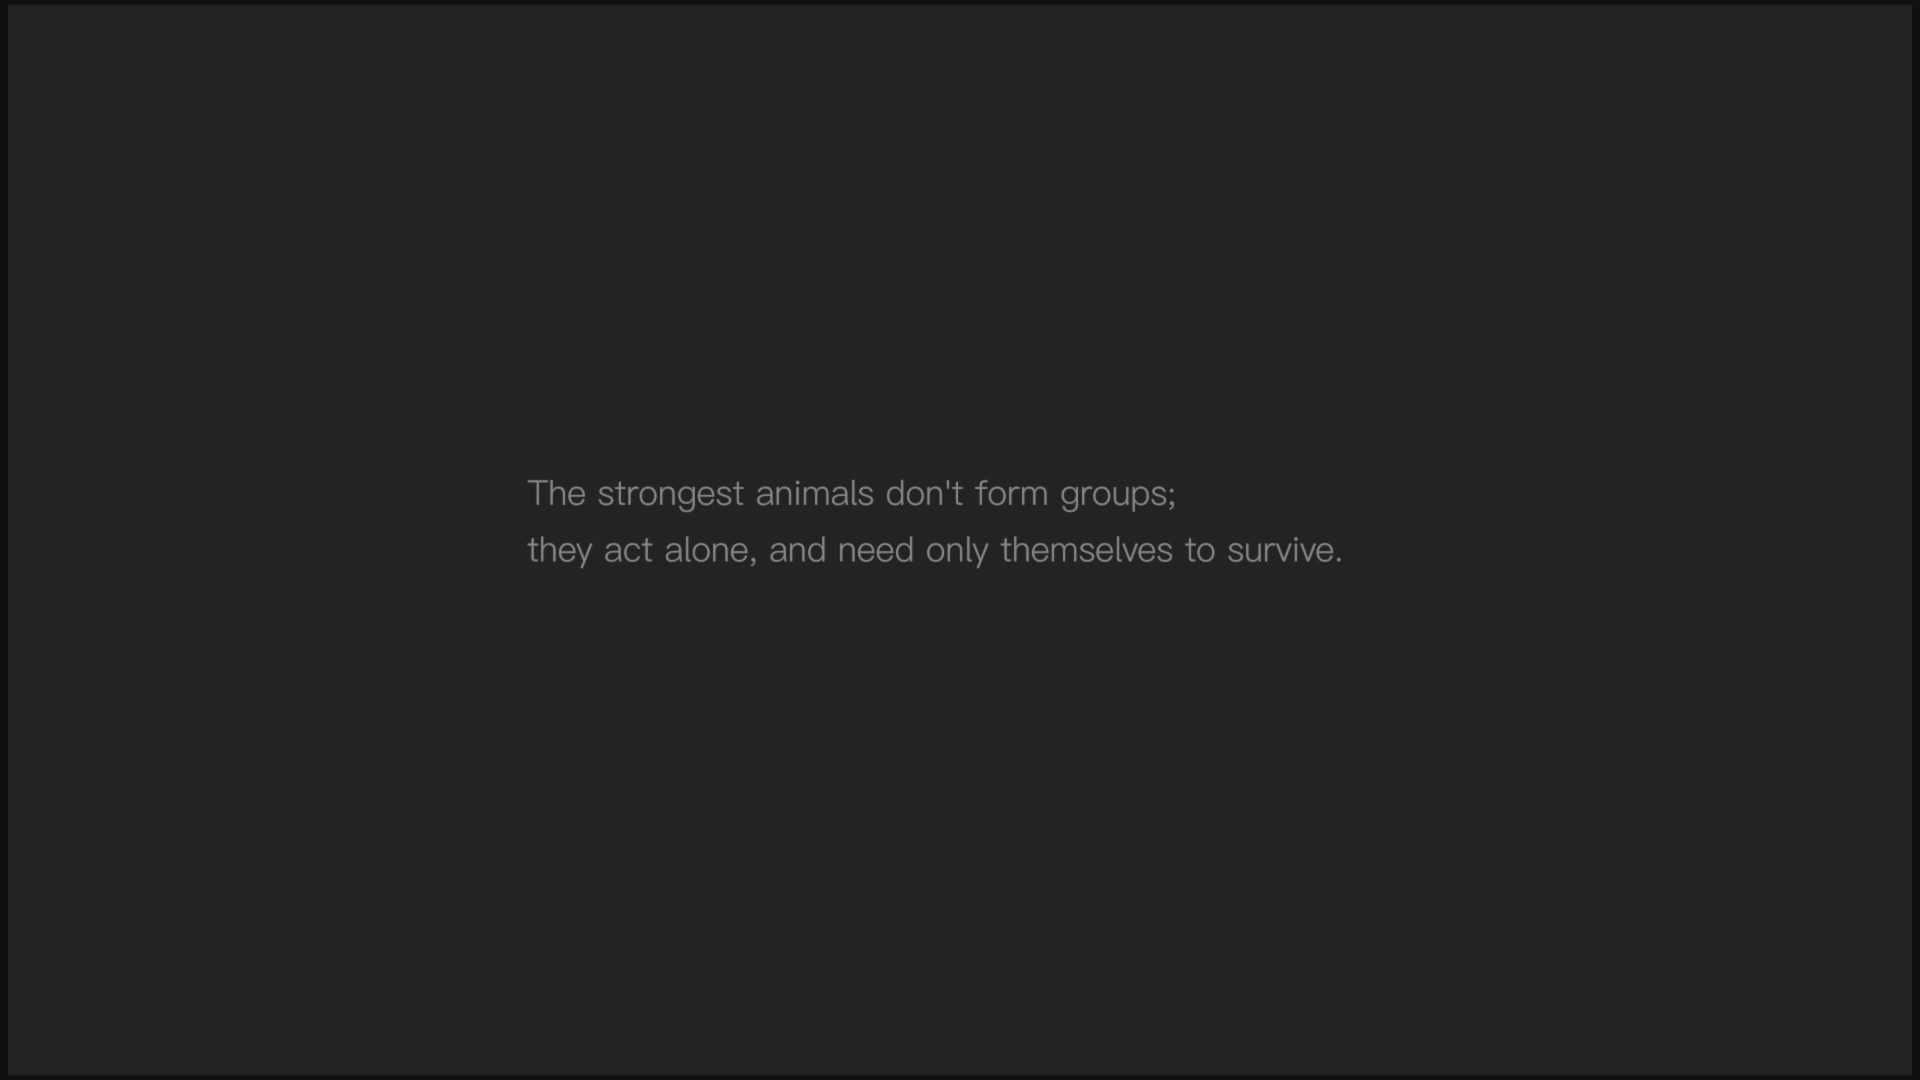 The strongest animals don't form groups;
they act alone, and need only themselves to survive.